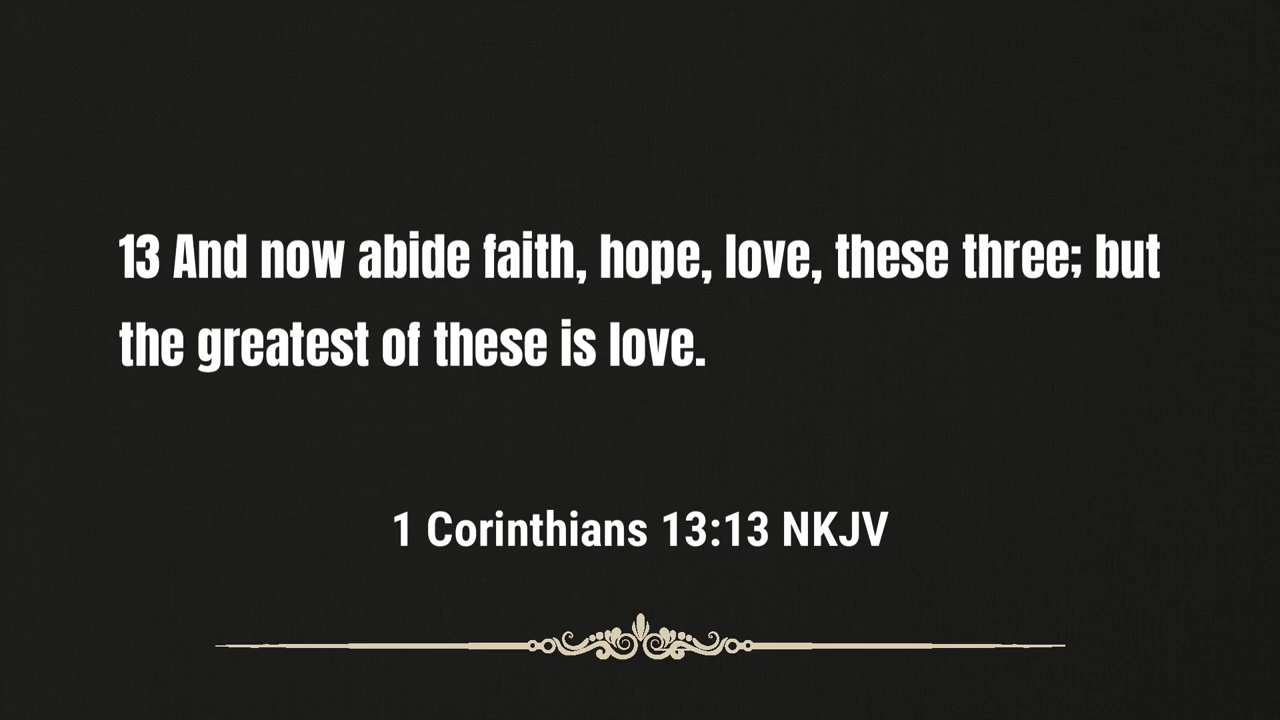 13 And now abide faith, hope, love, these three; but
the greatest of these is love.
1 Corinthians 13:13 NKJV